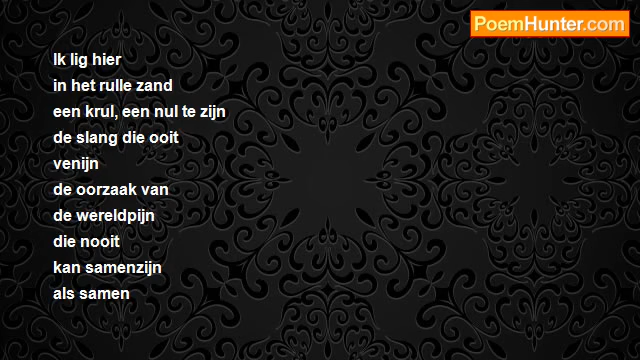 PoemHunter.com
Ik lig hier
in het rulle zand
een krul, een nul te zijn
de slang die ooit
venijn
de oorzaak van
de wereldpijn
die nooit
kan samenzijn
als samen